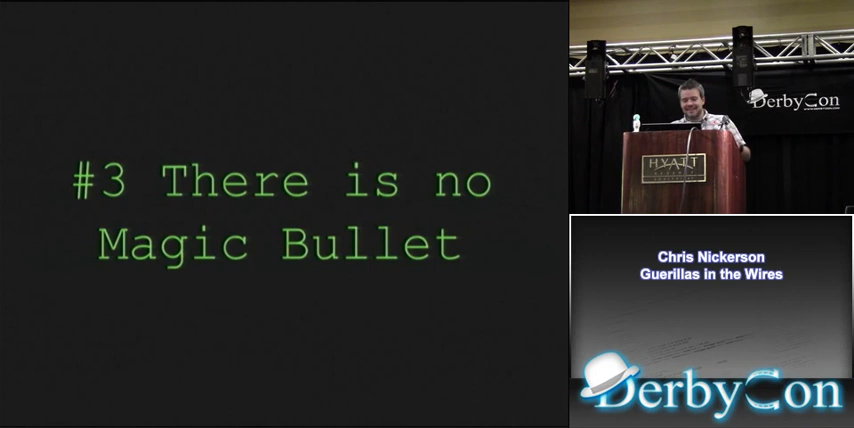 #3 There is no
Magic Bullet
DerbyCon
HYATT
Chris Nickerson
Guerillas in the Wires
DerbyCon